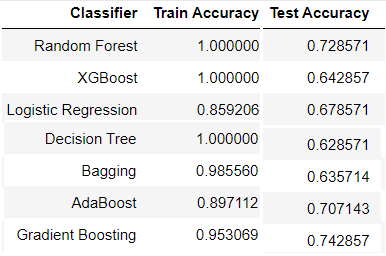 Classifier Train Accuracy Test Accuracy
Random Forest 1.000000 0.728571
XGBoost 1.000000 0.642857
Logistic Regression 0.859206 0.678571
Decision Tree 1.000000 0.628571
Bagging 0.985560 0.635714
AdaBoost 0.897112 0.707143
Gradient Boosting 0.953069 0.742857